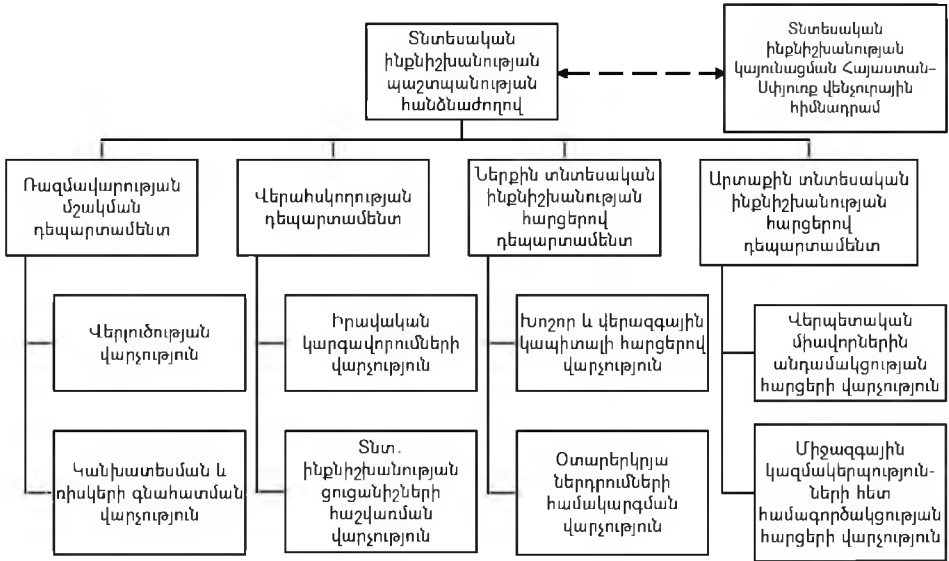 Տնտեսական
ինքնիշխանության
պաշտպանության
հանձնաժողով
Տնտեսական
ինքնիշխանության
կայունացման Հայաստան–
Սփյուռք վենչուրային
հիմնադրամ
Ռազմավարության
մշակման
դեպարտամենտ
Վերահսկողության
դեպարտամենտ
Ներքին տնտեսական
ինքնիշխանության
հարցերով
դեպարտամենտ
Արտաքին տնտեսական
ինքնիշխանության
հարցերով
դեպարտամենտ
Վերլուծության
վարչություն
Իրավական
կարգավորումների
վարչություն
Խոշոր և վերազգային
կապիտալի հարցերով
վարչություն
Վերպետական
միավորներին
անդամակցության
հարցերի վարչություն
Կանխատեսման և
ռիսկերի գնահատման
վարչություն
Տնտ.
ինքնիշխանության
ցուցանիշների
հաշվառման
վարչություն
Օտարերկրյա
ներդրումների
համակարգման
վարչություն
Միջազգային
կազմակերպություն-
ների հետ
համագործակցության
հարցերի վարչություն